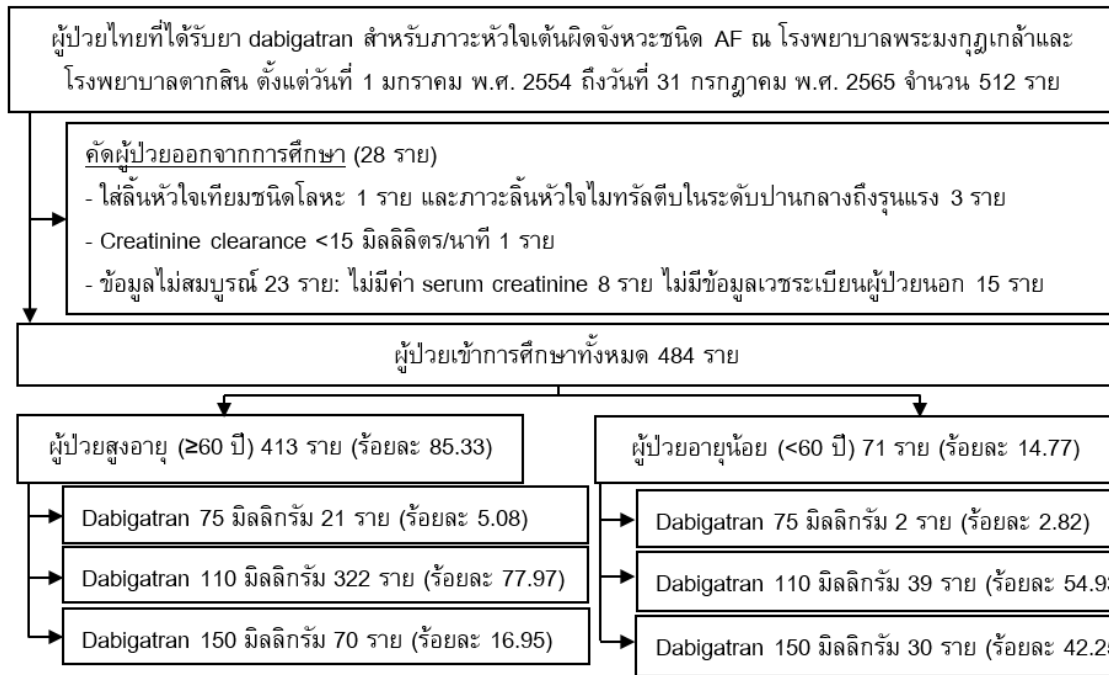 ผู้ป่วยไทยที่ได้รับยา dabigatran สำหรับภาวะหัวใจเต้นผิดจังหวะชนิด AF ณ โรงพยาบาลพระมงกุฎเกล้าและ
โรงพยาบาลตากสิน ตั้งแต่วันที่ 1 มกราคม พ.ศ. 2554 ถึงวันที่ 31 กรกฎาคม พ.ศ. 2565 จำนวน 512 ราย
คัดผู้ป่วยออกจากการศึกษา (28 ราย)
- ใส่ลิ้นหัวใจเทียมชนิดโลหะ 1 ราย และภาวะลิ้นหัวใจไมทรัลตีบในระดับปานกลางถึงรุนแรง 3 ราย
- Creatinine clearance <15 มิลลิลิตร/นาที 1 ราย
- ข้อมูลไม่สมบูรณ์ 23 ราย: ไม่มีค่า serum creatinine 8 ราย ไม่มีข้อมูลเวชระเบียนผู้ป่วยนอก 15 ราย
ผู้ป่วยเข้าการศึกษาทั้งหมด 484 ราย
ผู้ป่วยสูงอายุ (≥60 ปี) 413 ราย (ร้อยละ 85.33)
Dabigatran 75 มิลลิกรัม 21 ราย (ร้อยละ 5.08)
Dabigatran 110 มิลลิกรัม 322 ราย (ร้อยละ 77.97)
Dabigatran 150 มิลลิกรัม 70 ราย (ร้อยละ 16.95)
ผู้ป่วยอายุน้อย (<60 ปี) 71 ราย (ร้อยละ 14.77)
Dabigatran 75 มิลลิกรัม 2 ราย (ร้อยละ 2.82)
Dabigatran 110 มิลลิกรัม 39 ราย (ร้อยละ 54.93
Dabigatran 150 มิลลิกรัม 30 ราย (ร้อยละ 42.25